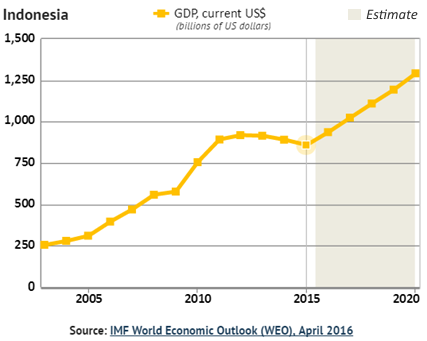 Indonesia
GDP, current US$
(billions of US dollars)
Estimate
1,500
1,250
1,000
750
500
250
0
2005
2010
2015
2020
Source: IMF World Economic Outlook (WEO), April 2016